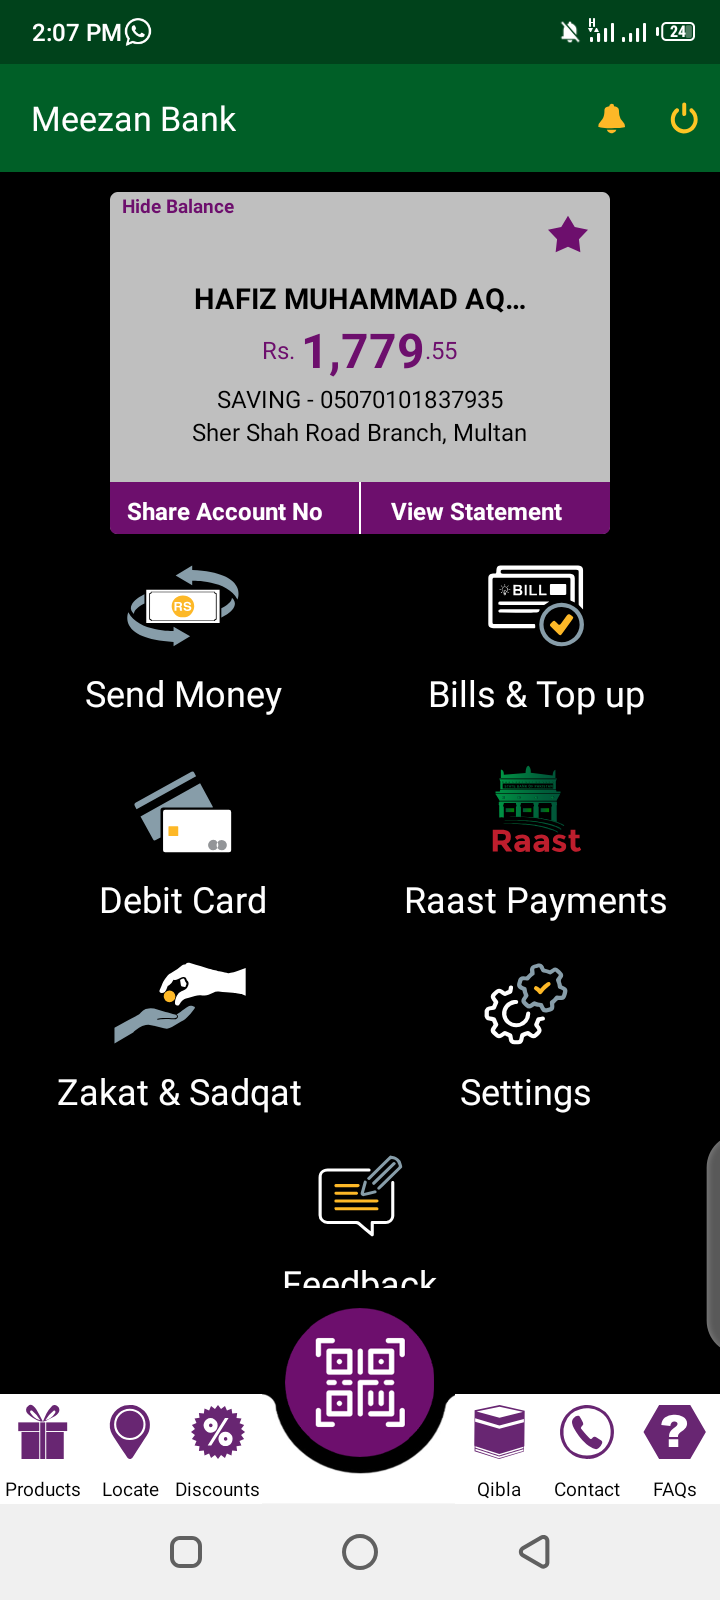 2:07 PM
24
Meezan Bank
Hide Balance
HAFIZ MUHAMMAD AQ...
Rs. 1,779.55
SAVING - 05070101837935
Sher Shah Road Branch, Multan
Share Account No
View Statement
RS
BILL
Send Money
Bills & Top up
Raast
Debit Card
Raast Payments
Zakat & Sadqat
Settings
Feedback
Products
Locate
Discounts
Qibla
Contact
FAQs